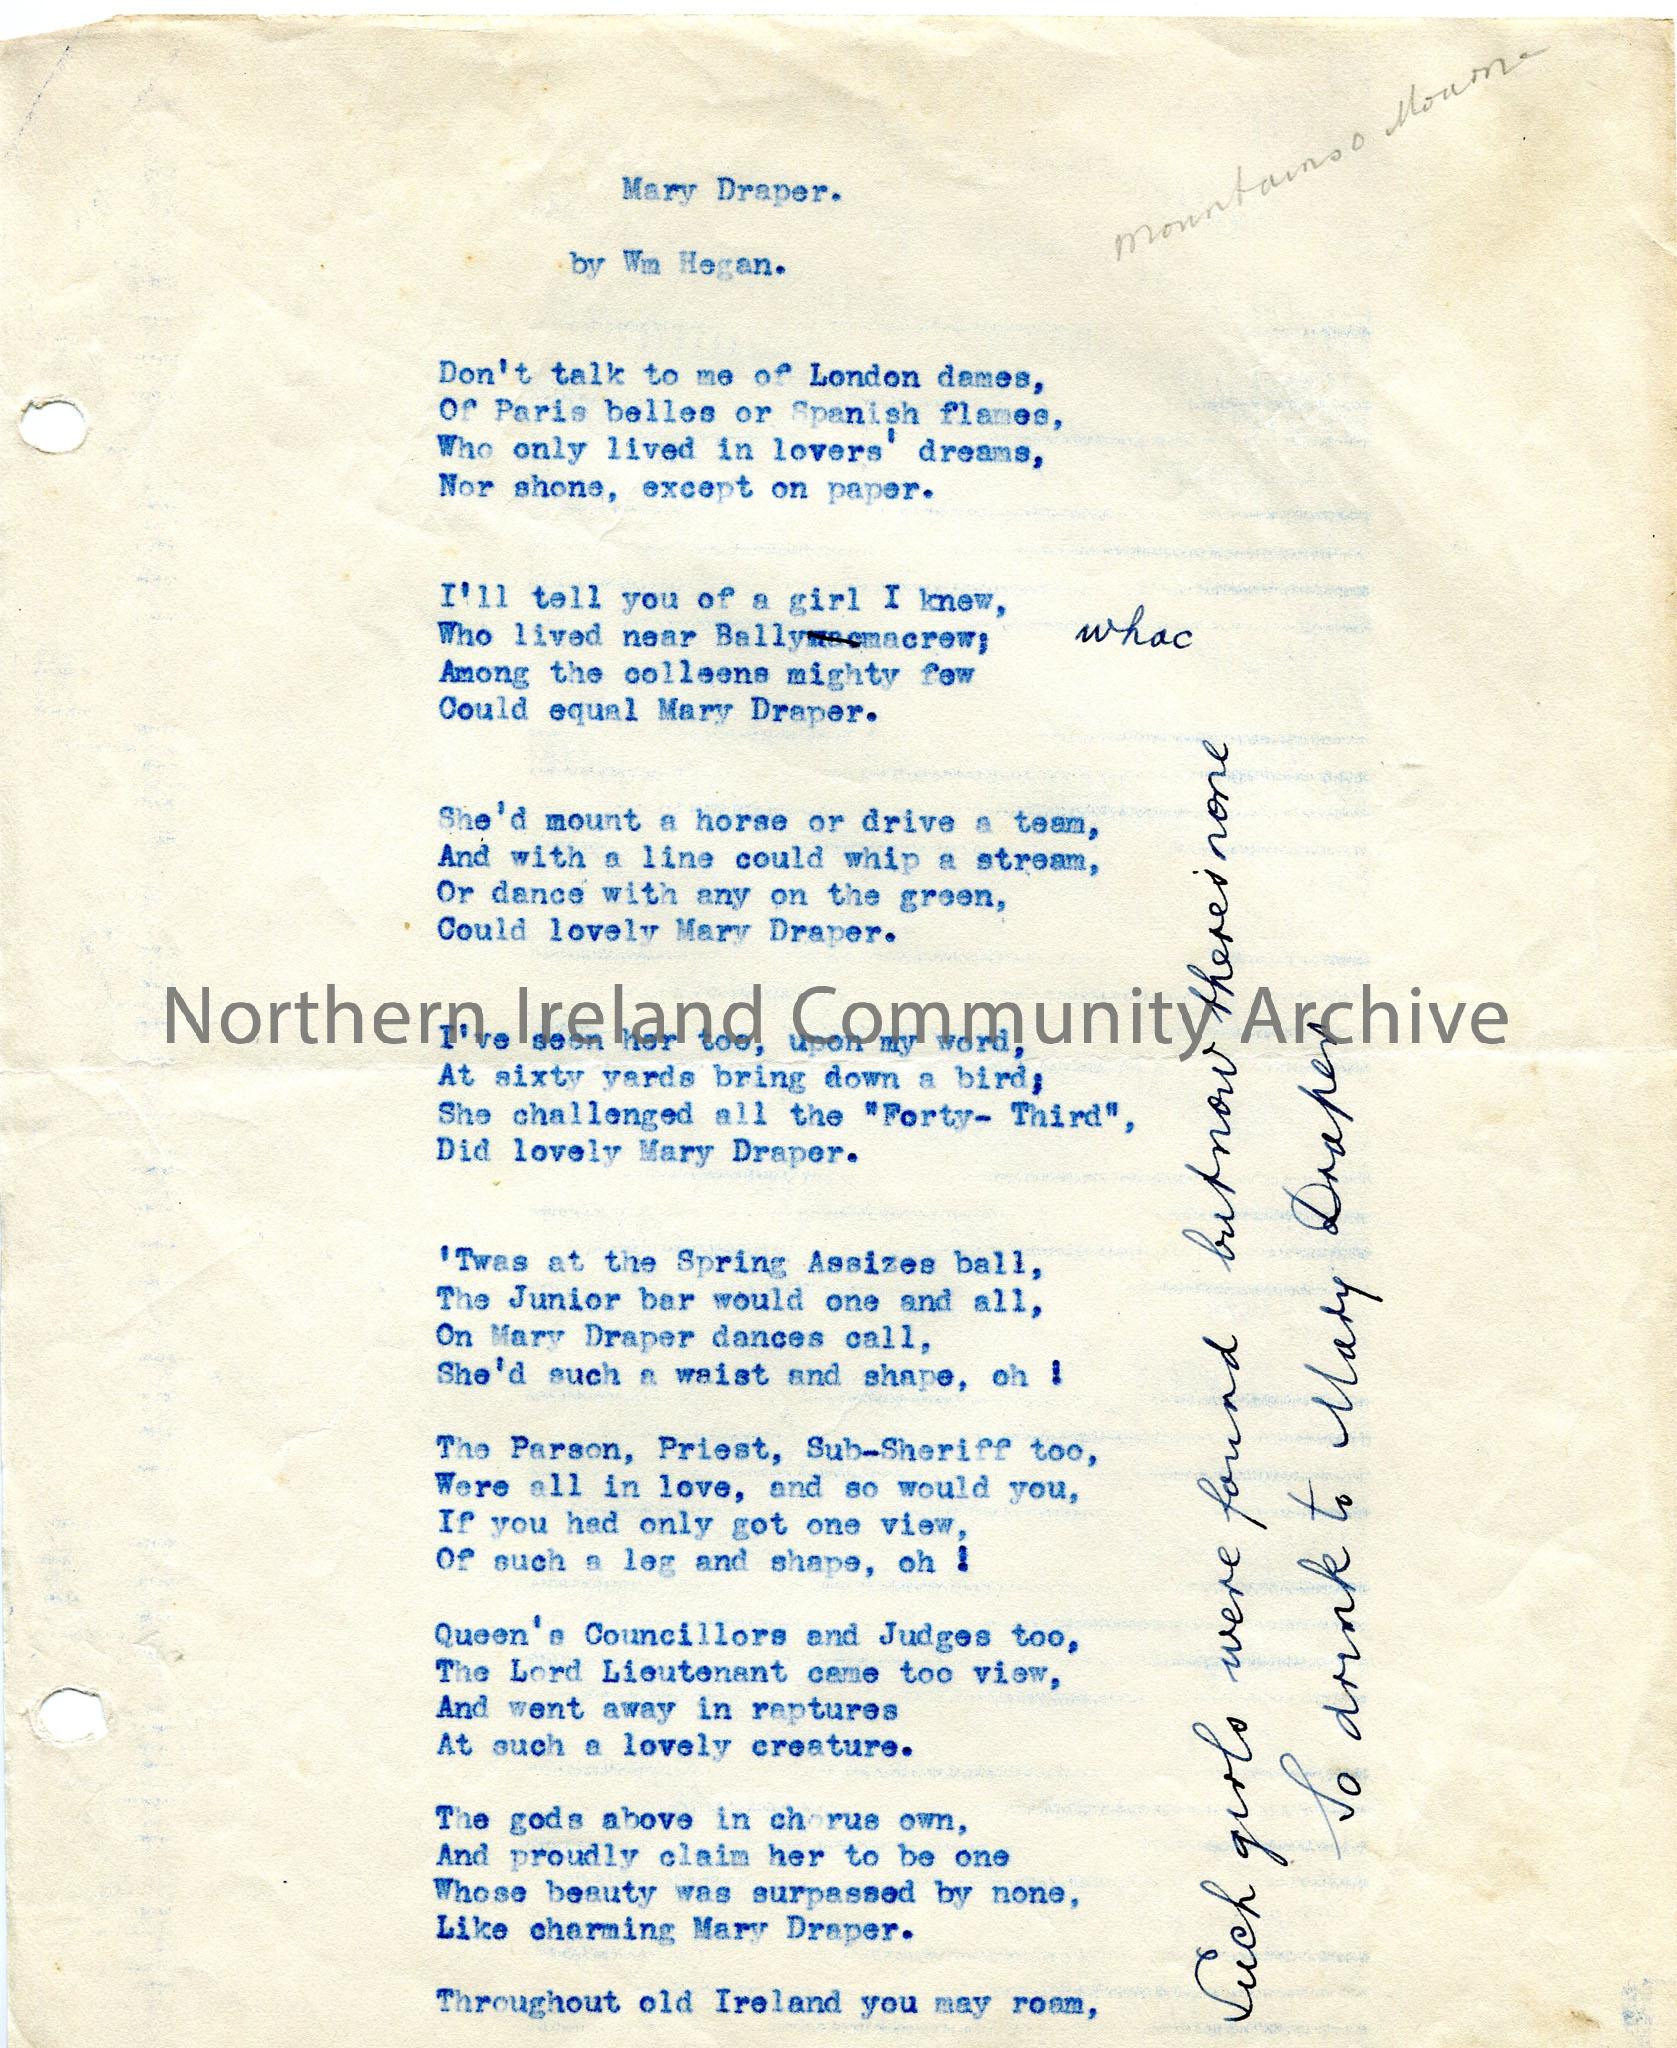 Mountains o Mourne
Mary Draper.
by Wm Hegan.
Don't talk to me of London dames,
Of Paris belles or Spanish flames,
Who only lived in lovers' dreams,
Nor shone, except on paper.
I'll tell you of a girl I knew,
Who lived near Ballymacmacrew; whac
Among the colleens mighty few
Could equal Mary Draper.
She'd mount a horse or drive a team,
And with a line could whip a stream,
Or dance with any on the green,
Could lovely Mary Draper.
Northern Ireland Community Archive
I've seen her too, upon my word,
At sixty yards bring down a bird;
She challenged all the "Forty- Third",
Did lovely Mary Draper.
'Twas at the Spring Assizes ball,
The Junior bar would one and all,
On Mary Draper dances call,
She'd such a waist and shape, oh !
The Parson, Priest, Sub-Sheriff too,
Were all in love, and so would you,
If you had only got one view,
Of such a leg and shape, oh !
Queen's Councillors and Judges too,
The Lord Lieutenant came too view,
And went away in raptures
At such a lovely creature.
The gods above in chorus own,
And proudly claim her to be one
Whose beauty was surpassed by none,
Like charming Mary Draper.
Throughout old Ireland you may roam,
Such girls were found but now there's none
So drink to Mary Draper